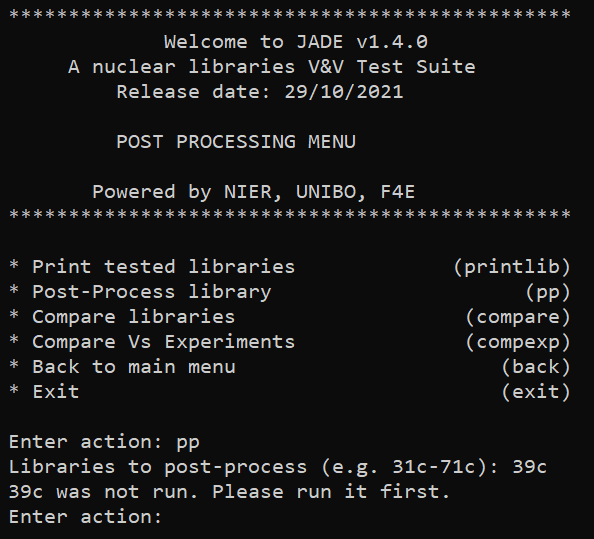 ***********************************************
Welcome to JADE v1.4.0
A nuclear libraries V&V Test Suite
Release date: 29/10/2021
POST PROCESSING MENU
Powered by NIER, UNIBO, F4E
***********************************************
* Print tested libraries (printlib)
* Post-Process library (pp)
* Compare libraries (compare)
* Compare Vs Experiments (compexp)
* Back to main menu (back)
* Exit (exit)
Enter action: pp
Libraries to post-process (e.g. 31c-71c): 39c
39c was not run. Please run it first.
Enter action: